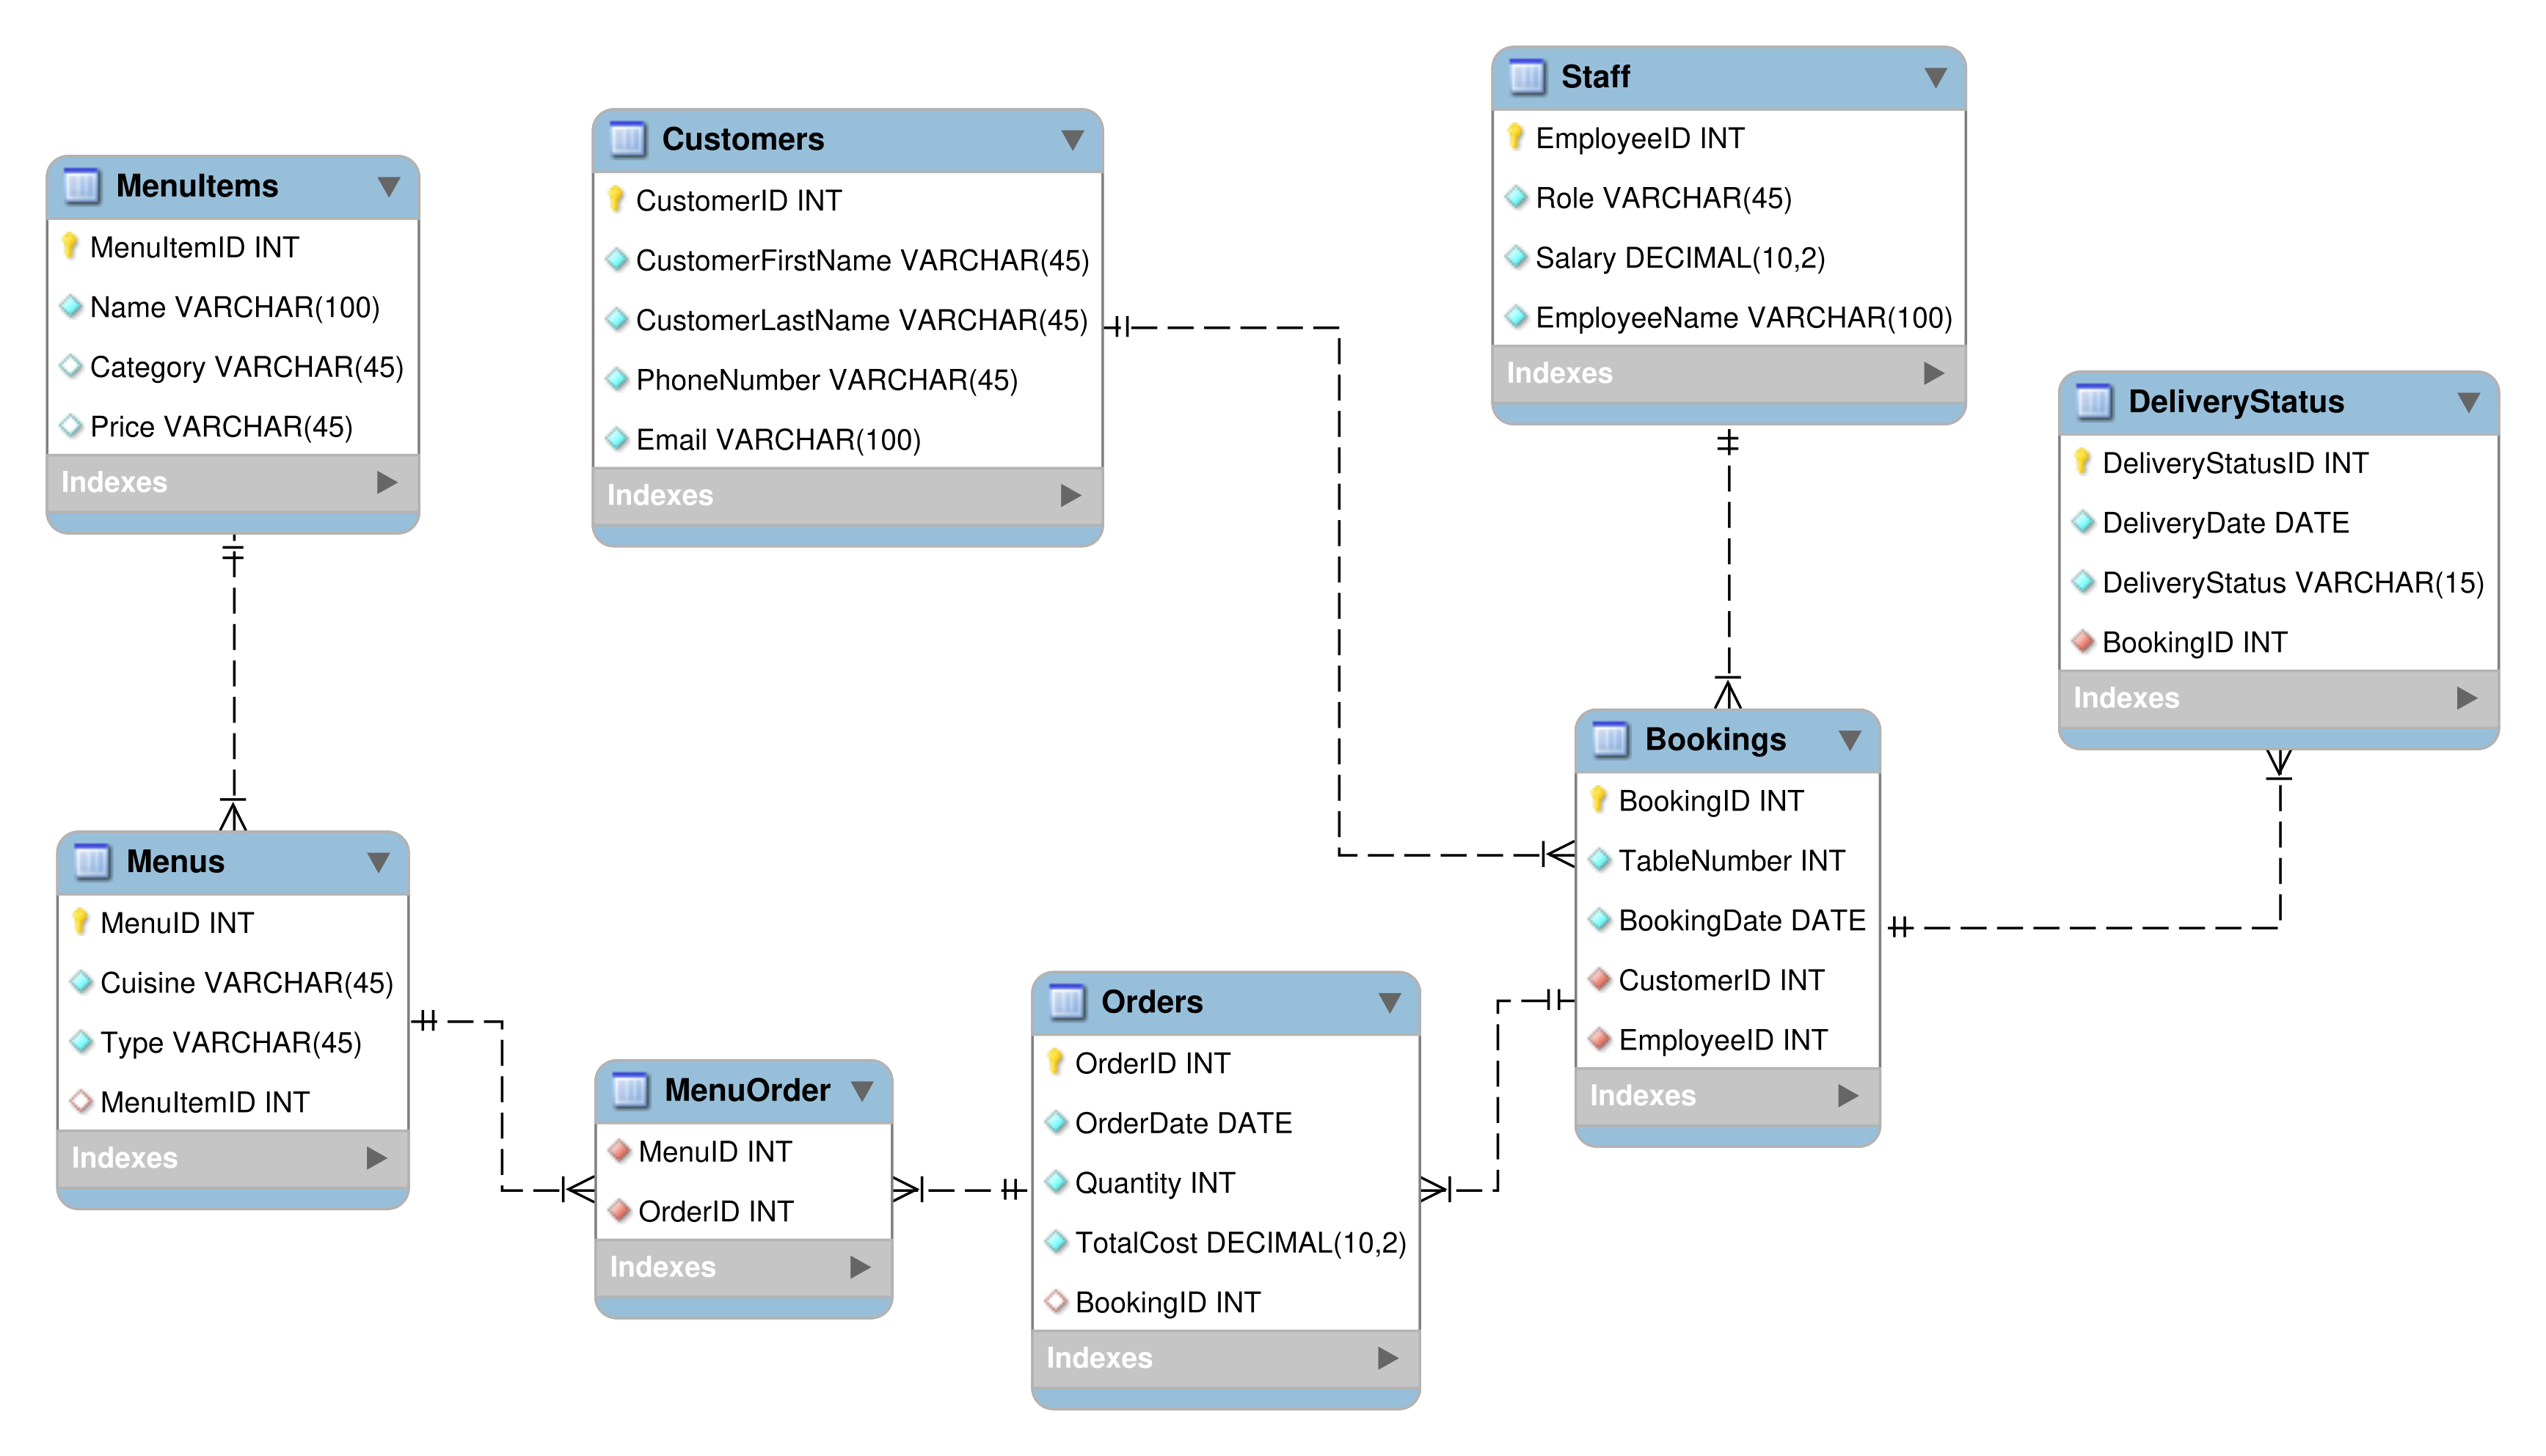 MenuItems
MenuItemID INT
Name VARCHAR(100)
Category VARCHAR(45)
Price VARCHAR(45)
Indexes
Customers
CustomerID INT
CustomerFirstName VARCHAR(45)
CustomerLastName VARCHAR(45)
PhoneNumber VARCHAR(45)
Email VARCHAR(100)
Indexes
Staff
EmployeeID INT
Role VARCHAR(45)
Salary DECIMAL(10,2)
EmployeeName VARCHAR(100)
Indexes
DeliveryStatus
DeliveryStatusID INT
DeliveryDate DATE
DeliveryStatus VARCHAR(15)
BookingID INT
Indexes
Menus
MenuID INT
Cuisine VARCHAR(45)
Type VARCHAR(45)
MenuItemID INT
Indexes
MenuOrder
MenuID INT
OrderID INT
Indexes
Orders
OrderID INT
OrderDate DATE
Quantity INT
TotalCost DECIMAL(10,2)
BookingID INT
Indexes
Bookings
BookingID INT
TableNumber INT
BookingDate DATE
CustomerID INT
EmployeeID INT
Indexes